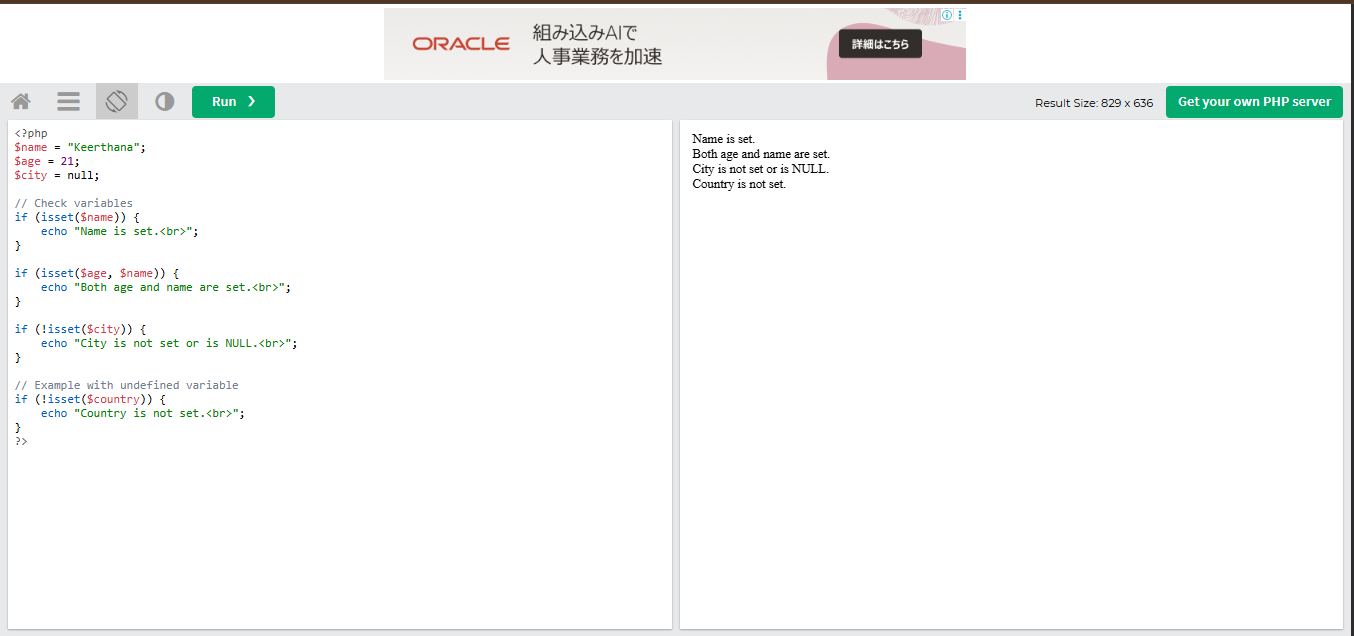 ORACLE
組み込みAIで
人事業務を加速
詳細はこちら
Run ❯
Result Size: 829 x 636
Get your own PHP server
<?php
$name = "Keerthana";
$age = 21;
$city = null;
// Check variables
if (isset($name)) {
    echo "Name is set.<br>";
}
if (isset($age, $name)) {
    echo "Both age and name are set.<br>";
}
if (!isset($city)) {
    echo "City is not set or is NULL.<br>";
}
// Example with undefined variable
if (!isset($country)) {
    echo "Country is not set.<br>";
}
?>
Name is set.
Both age and name are set.
City is not set or is NULL.
Country is not set.